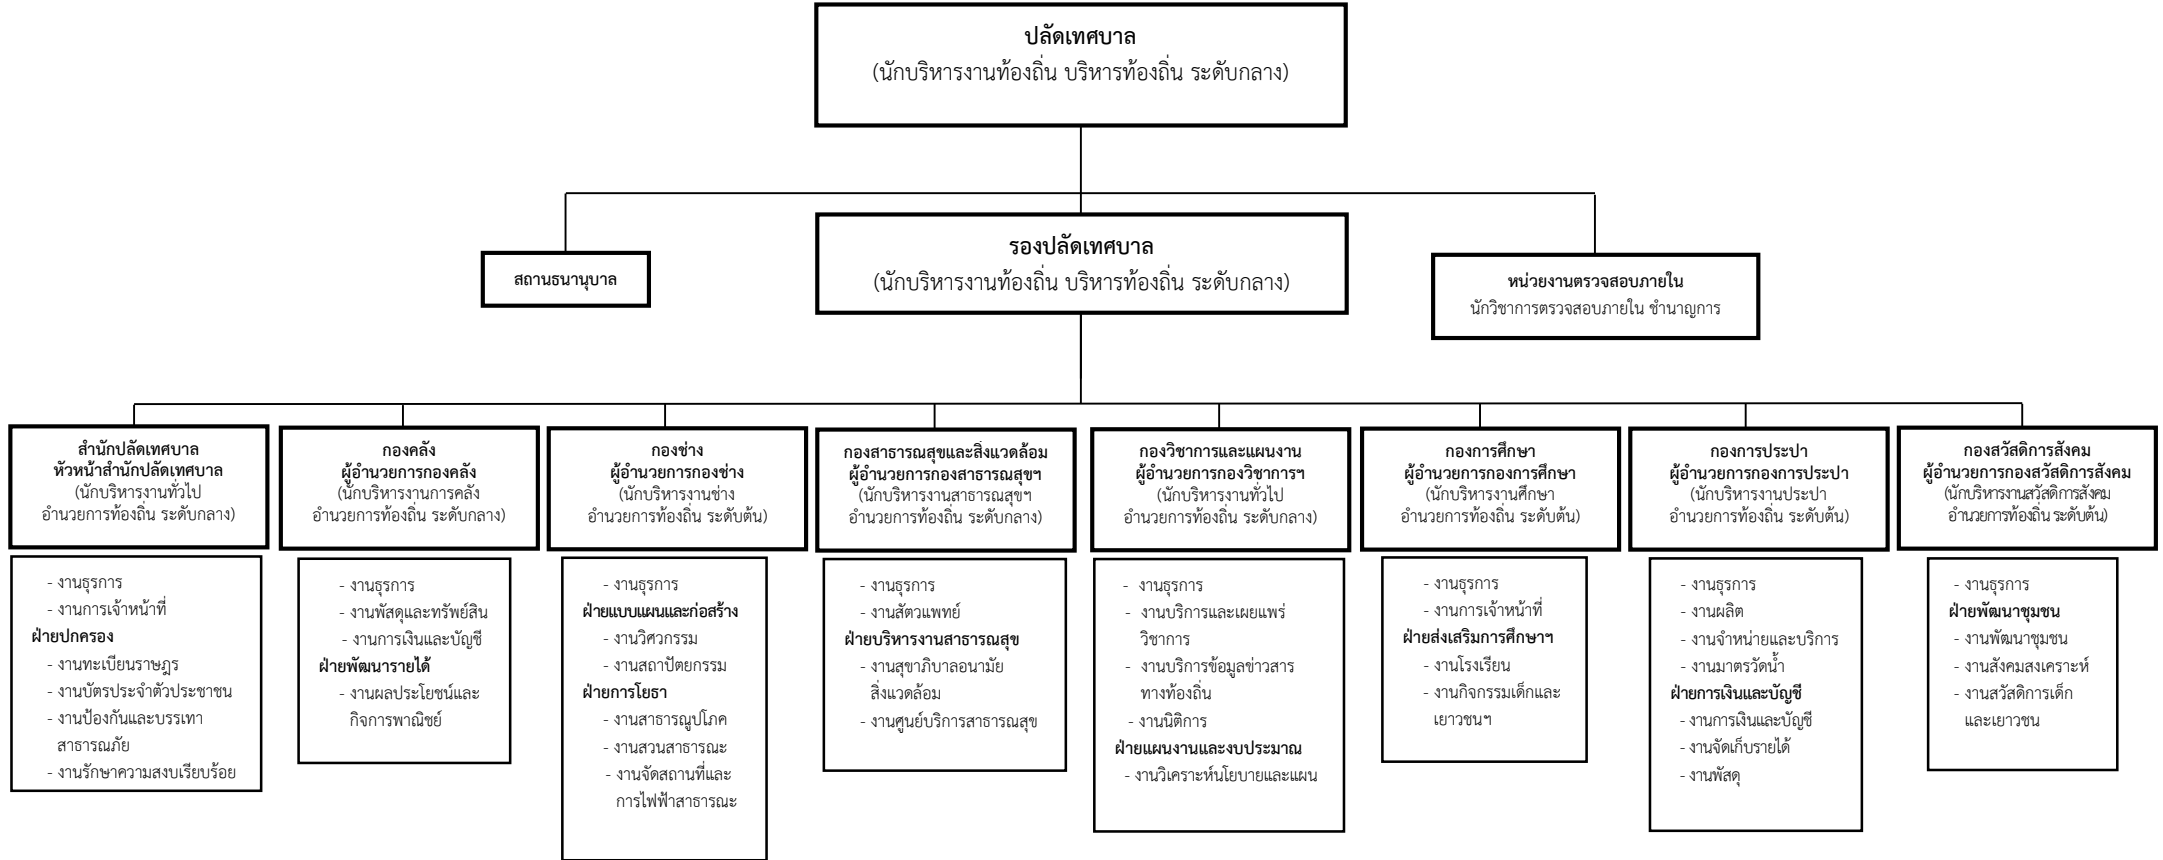 ปลัดเทศบาล
(นักบริหารงานท้องถิ่น บริหารท้องถิ่น ระดับกลาง)
รองปลัดเทศบาล
(นักบริหารงานท้องถิ่น บริหารท้องถิ่น ระดับกลาง)
สถานธนานุบาล
หน่วยงานตรวจสอบภายใน
นักวิชาการตรวจสอบภายใน ชำนาญการ
สำนักปลัดเทศบาล
หัวหน้าสำนักปลัดเทศบาล
(นักบริหารงานทั่วไป
อำนวยการท้องถิ่น ระดับกลาง)
- งานธุรการ
- งานการเจ้าหน้าที่
ฝ่ายปกครอง
- งานทะเบียนราษฎร
- งานบัตรประจำตัวประชาชน
- งานป้องกันและบรรเทา
สาธารณภัย
- งานรักษาความสงบเรียบร้อย
กองคลัง
ผู้อำนวยการกองคลัง
(นักบริหารงานการคลัง
อำนวยการท้องถิ่น ระดับกลาง)
- งานธุรการ
- งานพัสดุและทรัพย์สิน
- งานการเงินและบัญชี
ฝ่ายพัฒนารายได้
- งานผลประโยชน์และ
กิจการพาณิชย์
กองช่าง
ผู้อำนวยการกองช่าง
(นักบริหารงานช่าง
อำนวยการท้องถิ่น ระดับต้น)
- งานธุรการ
ฝ่ายแบบแผนและก่อสร้าง
- งานวิศวกรรม
- งานสถาปัตยกรรม
ฝ่ายการโยธา
- งานสาธารณูปโภค
- งานสวนสาธารณะ
- งานจัดสถานที่และ
การไฟฟ้าสาธารณะ
กองสาธารณสุขและสิ่งแวดล้อม
ผู้อำนวยการกองสาธารณสุขฯ
(นักบริหารงานสาธารณสุขฯ
อำนวยการท้องถิ่น ระดับกลาง)
- งานธุรการ
- งานสัตวแพทย์
ฝ่ายบริหารงานสาธารณสุข
- งานสุขาภิบาลอนามัย
สิ่งแวดล้อม
- งานศูนย์บริการสาธารณสุข
กองวิชาการและแผนงาน
ผู้อำนวยการกองวิชาการฯ
(นักบริหารงานทั่วไป
อำนวยการท้องถิ่น ระดับกลาง)
- งานธุรการ
- งานบริการและเผยแพร่
วิชาการ
- งานบริการข้อมูลข่าวสาร
ทางท้องถิ่น
- งานนิติการ
ฝ่ายแผนงานและงบประมาณ
- งานวิเคราะห์นโยบายและแผน
กองการศึกษา
ผู้อำนวยการกองการศึกษา
(นักบริหารงานศึกษา
อำนวยการท้องถิ่น ระดับต้น)
- งานธุรการ
- งานการเจ้าหน้าที่
ฝ่ายส่งเสริมการศึกษาฯ
- งานโรงเรียน
- งานกิจกรรมเด็กและ
เยาวชนฯ
กองการประปา
ผู้อำนวยการกองการประปา
(นักบริหารงานประปา
อำนวยการท้องถิ่น ระดับต้น)
- งานธุรการ
- งานผลิต
- งานจำหน่ายและบริการ
- งานมาตรวัดน้ำ
ฝ่ายการเงินและบัญชี
- งานการเงินและบัญชี
- งานจัดเก็บรายได้
- งานพัสดุ
กองสวัสดิการสังคม
ผู้อำนวยการกองสวัสดิการสังคม
(นักบริหารงานสวัสดิการสังคม
อำนวยการท้องถิ่น ระดับต้น)
- งานธุรการ
ฝ่ายพัฒนาชุมชน
- งานพัฒนาชุมชน
- งานสังคมสงเคราะห์
- งานสวัสดิการเด็ก
และเยาวชน